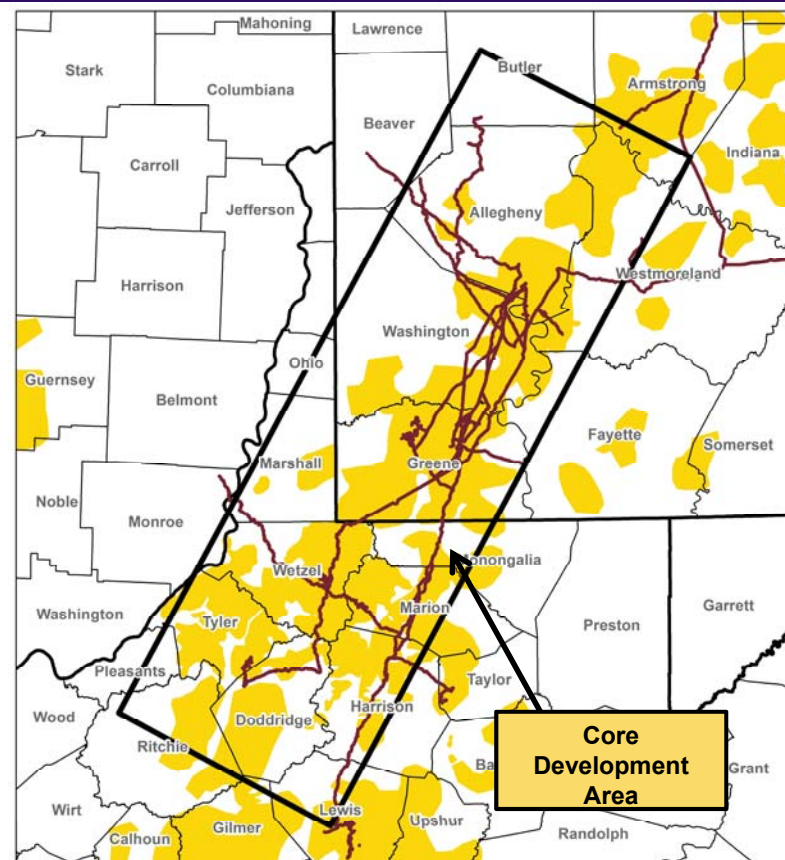 Mahoning
Lawrence
Stark
Butler
Armstrong
Columbiana
Beaver
Indiana
Carroll
Jefferson
Allegheny
Westmoreland
Harrison
Washington
Ohio
Guernsey
Belmont
Fayette
Somerset
Marshall
Greene
Noble
Monroe
Monongalia
Wetzel
Marion
Washington
Tyler
Preston
Garrett
Pleasants
Taylor
Wood
Doddridge
Harrison
Ritchie
Core
Development
Area
Ba
Grant
Lewis
Wirt
Upshur
Gilmer
Calhoun
Randolph